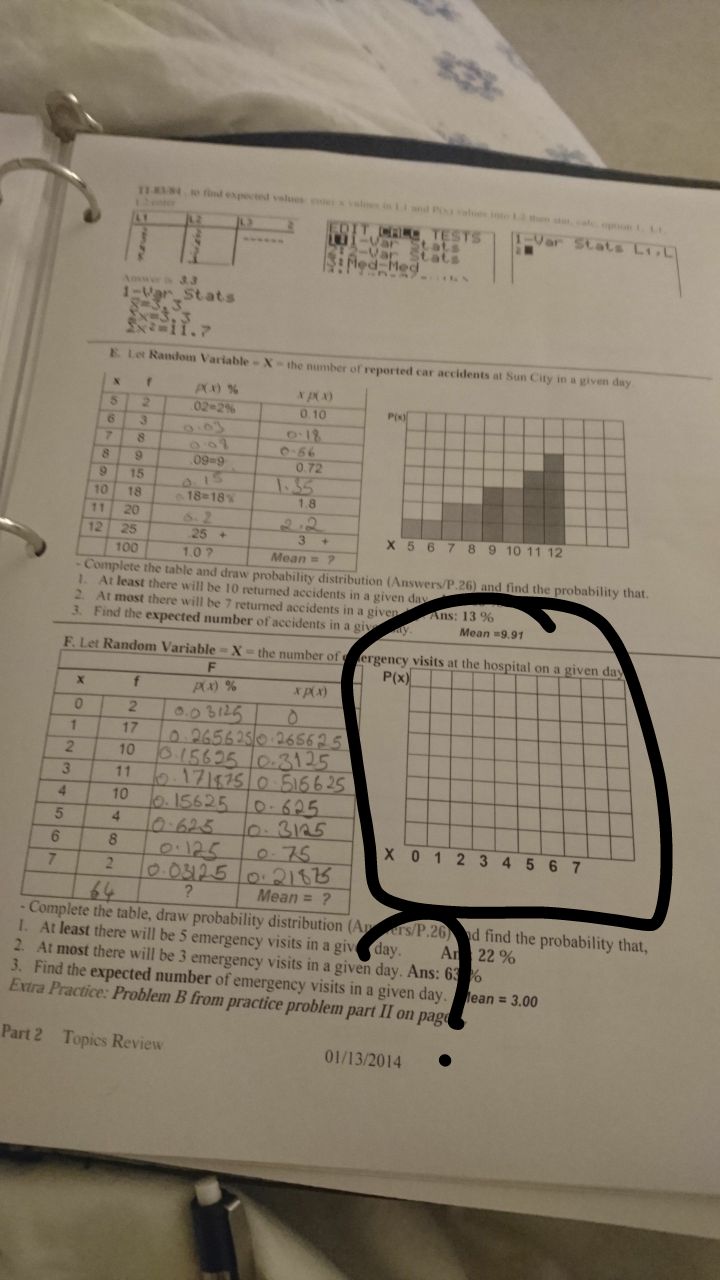 11-83/84 . to find expected values: enter x values in L1 and P(x) values into L2 then stat, calc, option 1, L1,
L2 enter
L1 L2 L3 2
EDIT CALC TESTS
1:1-Var Stats
2:2-Var Stats
3:Med-Med
1-Var Stats L1,L
2
Answer is 3.3
1-Var Stats
x̄=3.3
Σx=3.3
Σx²=11.7
E. Let Random Variable = X = the number of reported car accidents at Sun City in a given day
x f p(x) % x p(x)
5 2 .02=2% 0.10
6 3 0.03 0.18
7 8 0.08 0.56
8 9 .09=9 0.72
9 15 0.15 1.35
10 18 .18=18% 1.8
11 20 0.2 2.2
12 25 .25 + 3 +
100 1.0 ? Mean = ?
P(x)
X 5 6 7 8 9 10 11 12
- Complete the table and draw probability distribution (Answers/P.26) and find the probability that.
1. At least there will be 10 returned accidents in a given day.
2. At most there will be 7 returned accidents in a given Ans: 13 %
3. Find the expected number of accidents in a given day. Mean =9.91
F. Let Random Variable = X = the number of emergency visits at the hospital on a given day
F
x f p(x) % x p(x)
0 2 0.03125 0
1 17 0.265625 0.265625
2 10 0.15625 0.3125
3 11 0.171875 0.515625
4 10 0.15625 0.625
5 4 0.625 0.3125
6 8 0.125 0.75
7 2 0.03125 0.21875
64 ? Mean = ?
P(x)
X 0 1 2 3 4 5 6 7
- Complete the table, draw probability distribution (Answers/P.26) and find the probability that,
1. At least there will be 5 emergency visits in a given day. Ans: 22 %
2. At most there will be 3 emergency visits in a given day. Ans: 63 %
3. Find the expected number of emergency visits in a given day. Mean = 3.00
Extra Practice: Problem B from practice problem part II on page
?
Part 2 Topics Review
01/13/2014